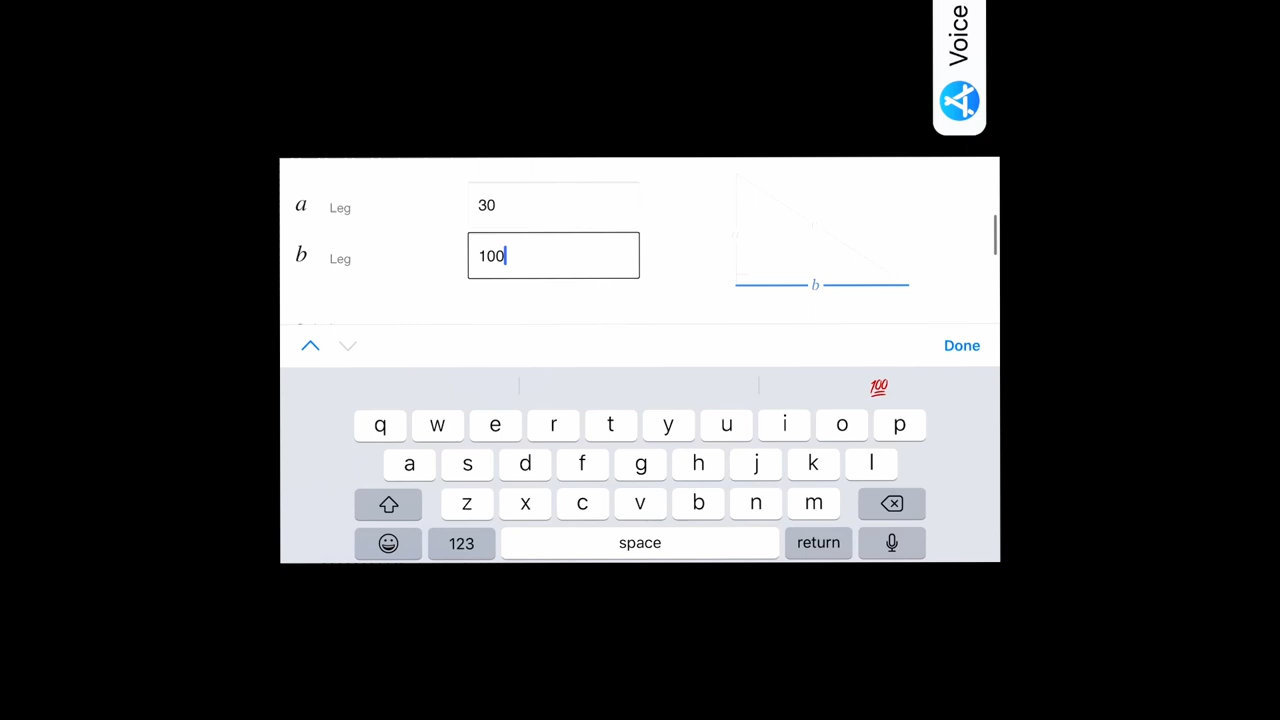 Voice
a Leg 30
b Leg 100
b
Done
💯
q w e r t y u i o p
a s d f g h j k l
z x c v b n m
123 space return